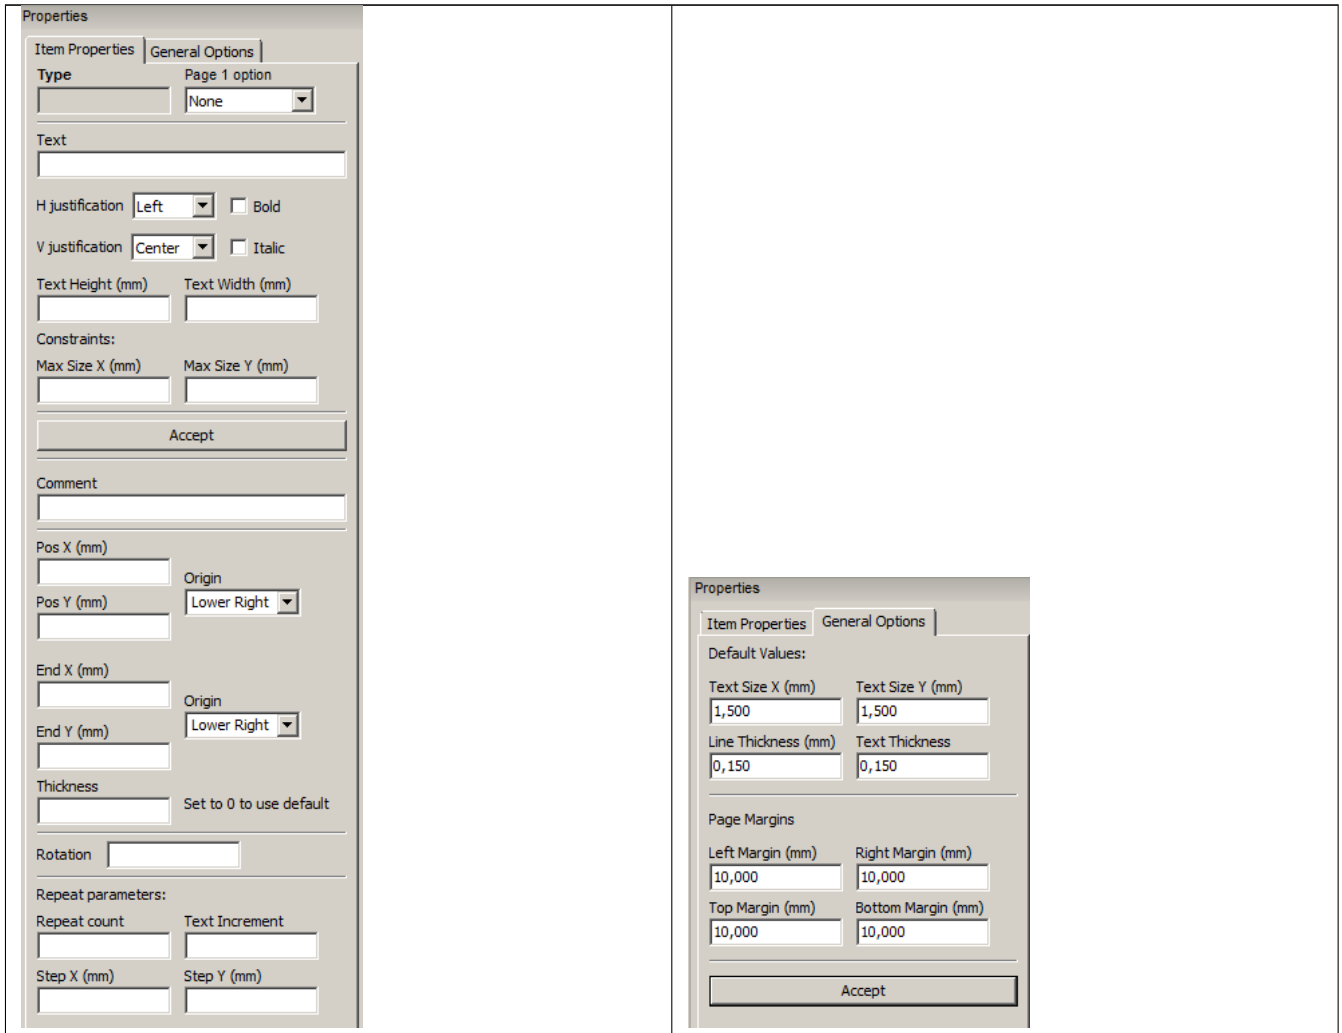 Properties
Item Properties General Options
Type Page 1 option
None
Text
H justification Left Bold
V justification Center Italic
Text Height (mm) Text Width (mm)
Constraints:
Max Size X (mm) Max Size Y (mm)
Accept
Comment
Pos X (mm)
Origin
Pos Y (mm) Lower Right
End X (mm)
Origin
End Y (mm) Lower Right
Thickness
Set to 0 to use default
Rotation
Repeat parameters:
Repeat count Text Increment
Step X (mm) Step Y (mm)
Properties
Item Properties General Options
Default Values:
Text Size X (mm) Text Size Y (mm)
1,500 1,500
Line Thickness (mm) Text Thickness
0,150 0,150
Page Margins
Left Margin (mm) Right Margin (mm)
10,000 10,000
Top Margin (mm) Bottom Margin (mm)
10,000 10,000
Accept